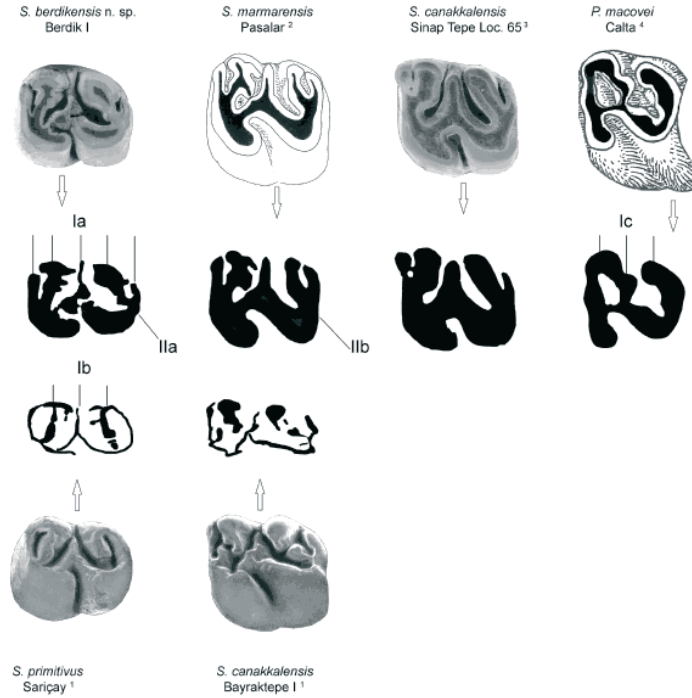 S. berdikensis n. sp.
Berdik I
S. marmarensis
Pasalar ²
S. canakkalensis
Sinap Tepe Loc. 65 ³
P. macovei
Calta ⁴
Ia
Ic
IIa
IIb
Ib
S. primitivus
Sariçay ¹
S. canakkalensis
Bayraktepe I ¹